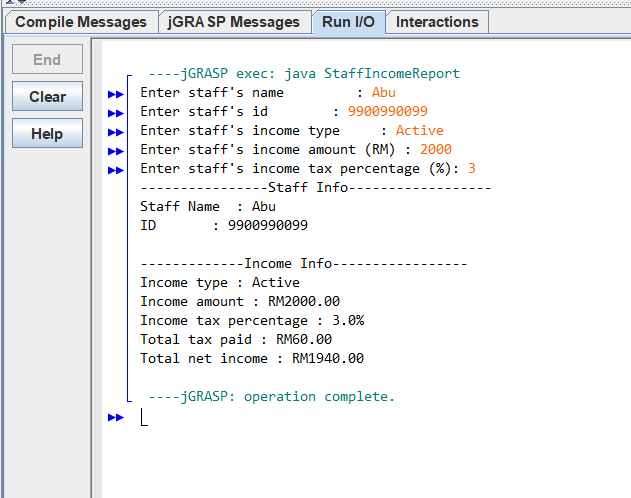 Compile Messages jGRASP Messages Run I/O Interactions
End
Clear
Help
----jGRASP exec: java StaffIncomeReport
Enter staff's name : Abu
Enter staff's id : 9900990099
Enter staff's income type : Active
Enter staff's income amount (RM) : 2000
Enter staff's income tax percentage (%): 3
----------------Staff Info------------------
Staff Name : Abu
ID : 9900990099
-------------Income Info-----------------
Income type : Active
Income amount : RM2000.00
Income tax percentage : 3.0%
Total tax paid : RM60.00
Total net income : RM1940.00
----jGRASP: operation complete.